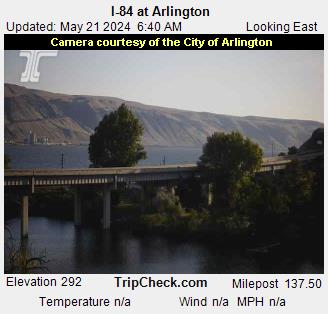 I-84 at Arlington
Updated: May 21 2024 6:40 AM Looking East
Camera courtesy of the City of Arlington
Elevation 292 TripCheck.com Milepost 137.50
Temperature n/a Wind n/a MPH n/a